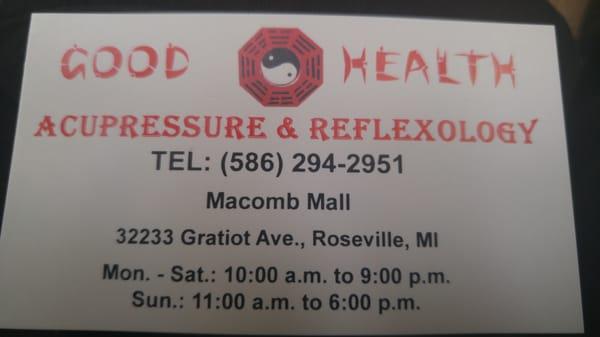 GOOD HEALTH
ACUPRESSURE & REFLEXOLOGY
TEL: (586) 294-2951
Macomb Mall
32233 Gratiot Ave., Roseville, MI
Mon. - Sat.: 10:00 a.m. to 9:00 p.m.
Sun.: 11:00 a.m. to 6:00 p.m.